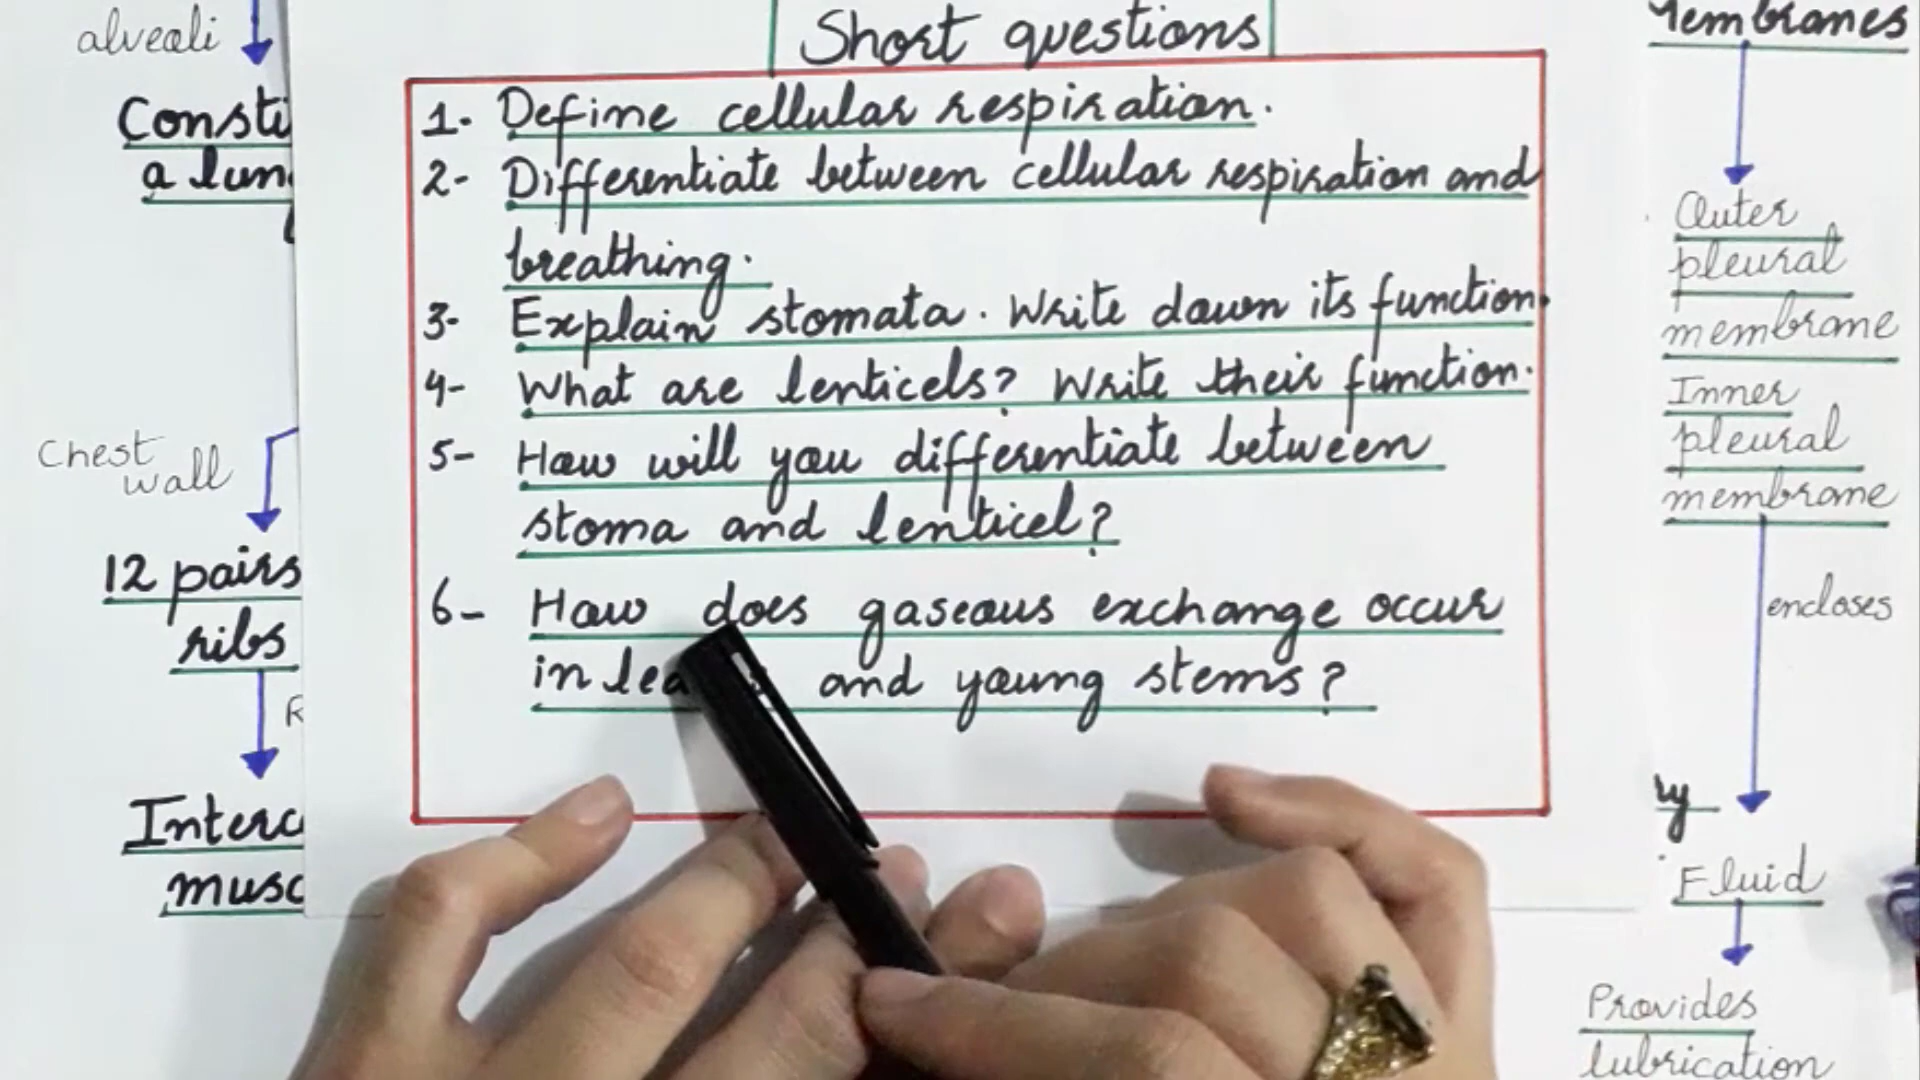 Short questions
1. Define cellular respiration.
2- Differentiate between cellular respiration and
breathing.
3- Explain stomata. Write down its function.
4- What are lenticels? Write their function.
5- How will you differentiate between
stoma and lenticel?
6- How does gaseous exchange occur
in and young stems?
alveoli
a
Chest
wall
12 pairs
ribs
Membranes
Outer
pleural
membrane
Inner
pleural
membrane
encloses
Fluid
Provides
lubrication